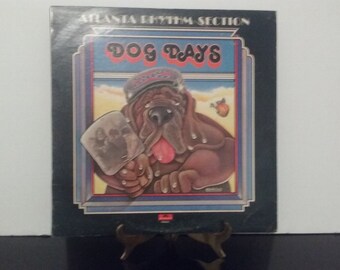 ATLANTA RHYTHM SECTION
DOG DAYS